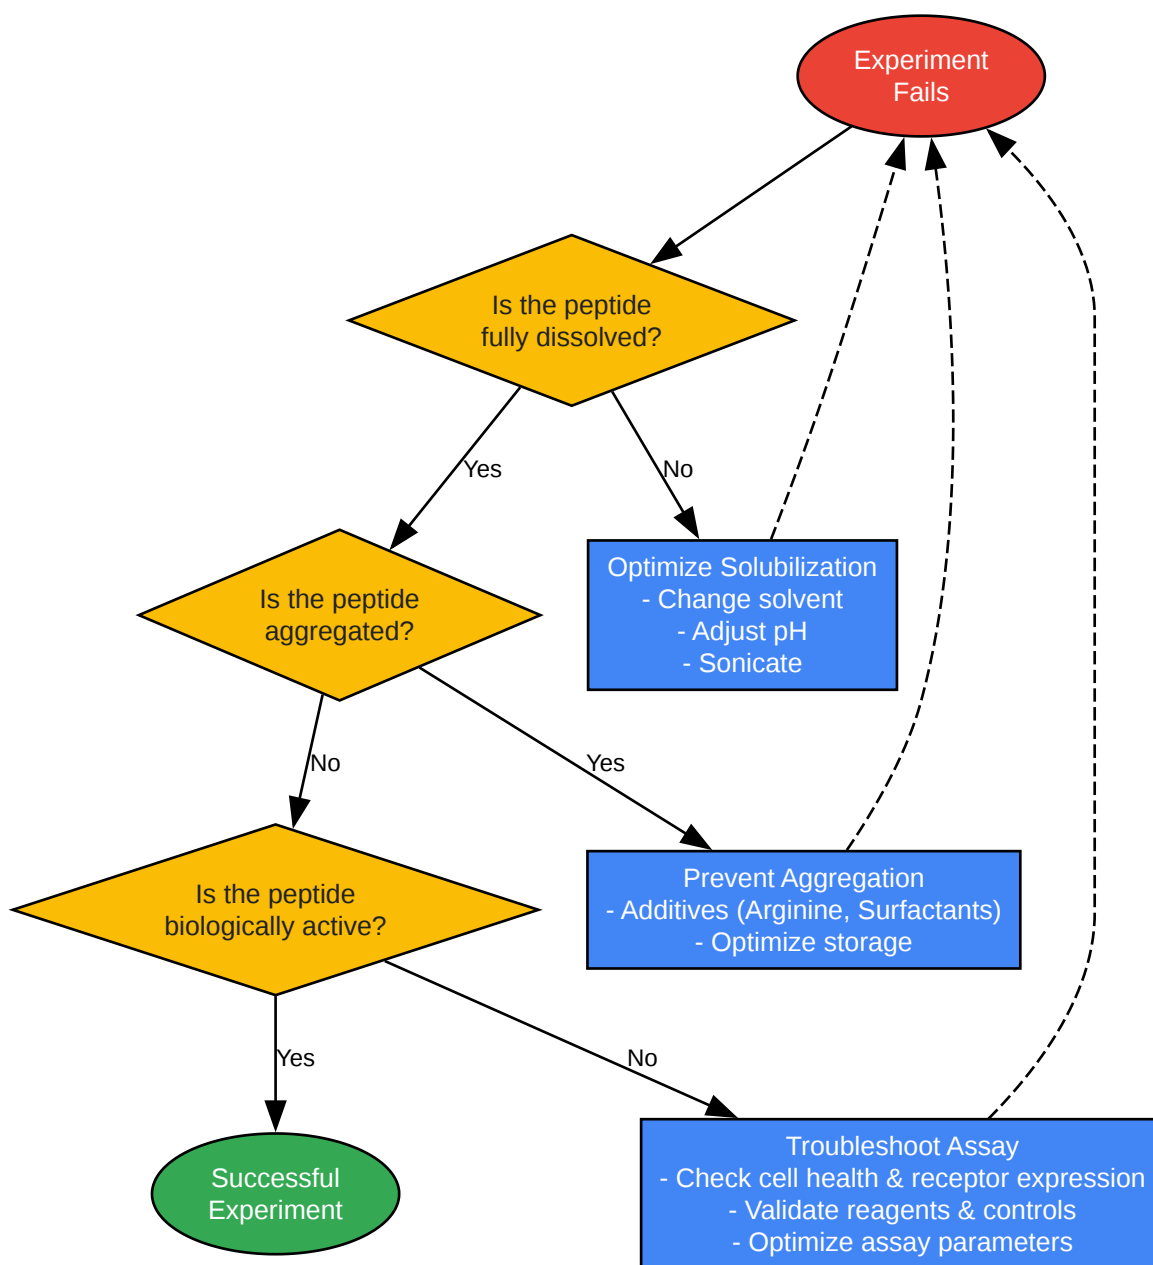 Experiment
Fails
Is the peptide
fully dissolved?
Yes
No
Optimize Solubilization
- Change solvent
- Adjust pH
- Sonicate
Is the peptide
aggregated?
No
Yes
Prevent Aggregation
- Additives (Arginine, Surfactants)
- Optimize storage
Is the peptide
biologically active?
Yes
No
Successful
Experiment
Troubleshoot Assay
- Check cell health & receptor expression
- Validate reagents & controls
- Optimize assay parameters